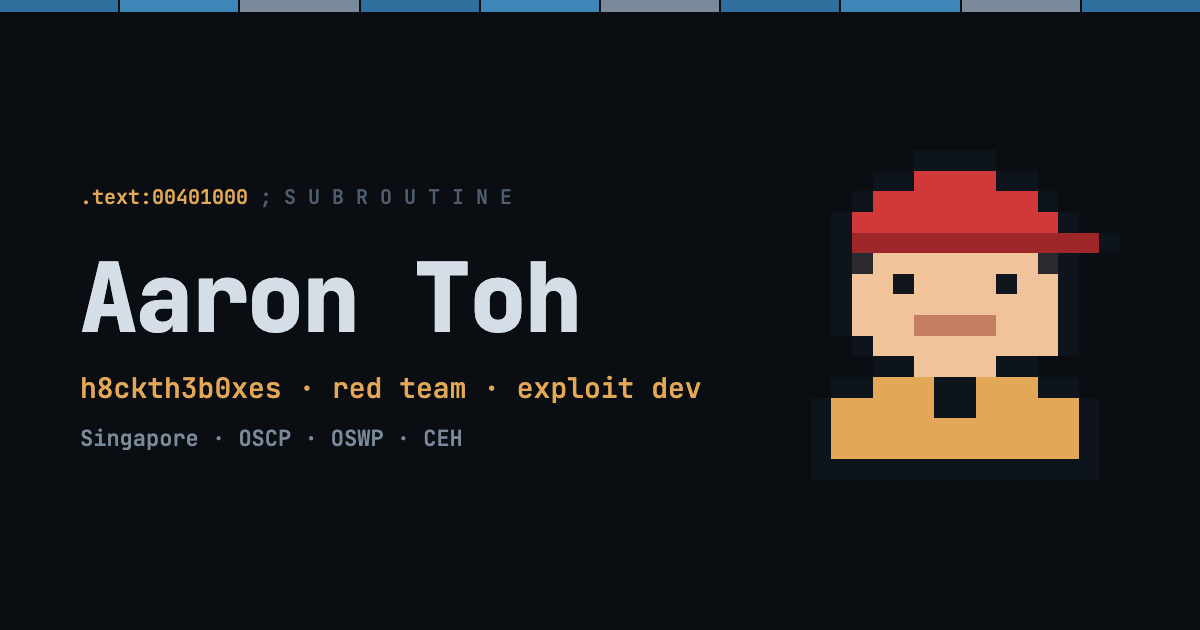 .text:00401000 ; S U B R O U T I N E
Aaron Toh
h8ckth3b0xes · red team · exploit dev
Singapore · OSCP · OSWP · CEH